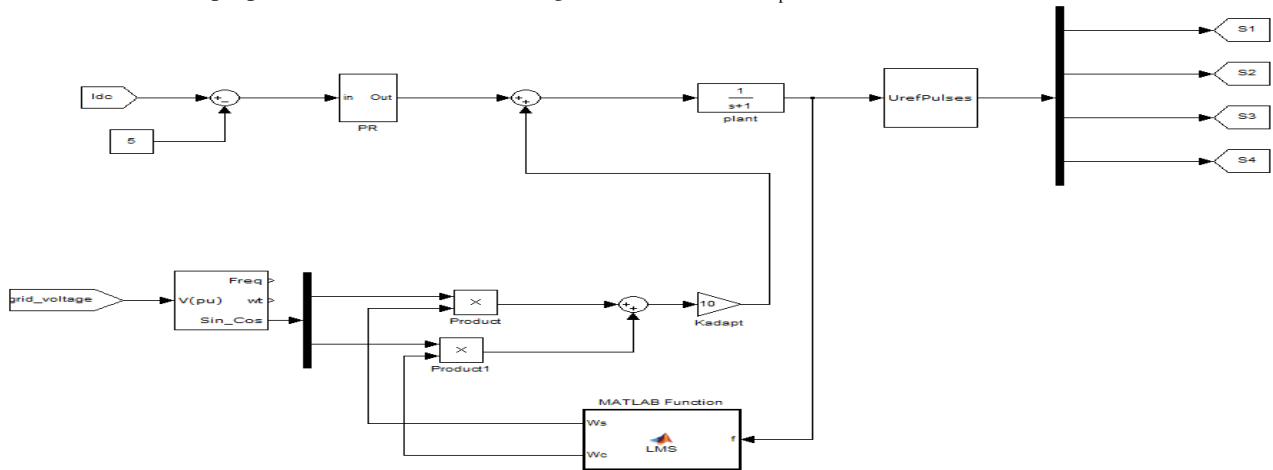 p
S1
S2
S3
S4
Idc
5
in Out
PR
1
s+1
plant
UrefPulses
grid_voltage
V(pu)
Freq
wt
Sin_Cos
×
Product
×
Product1
10
Kadapt
MATLAB Function
Ws
Wc
LMS
f